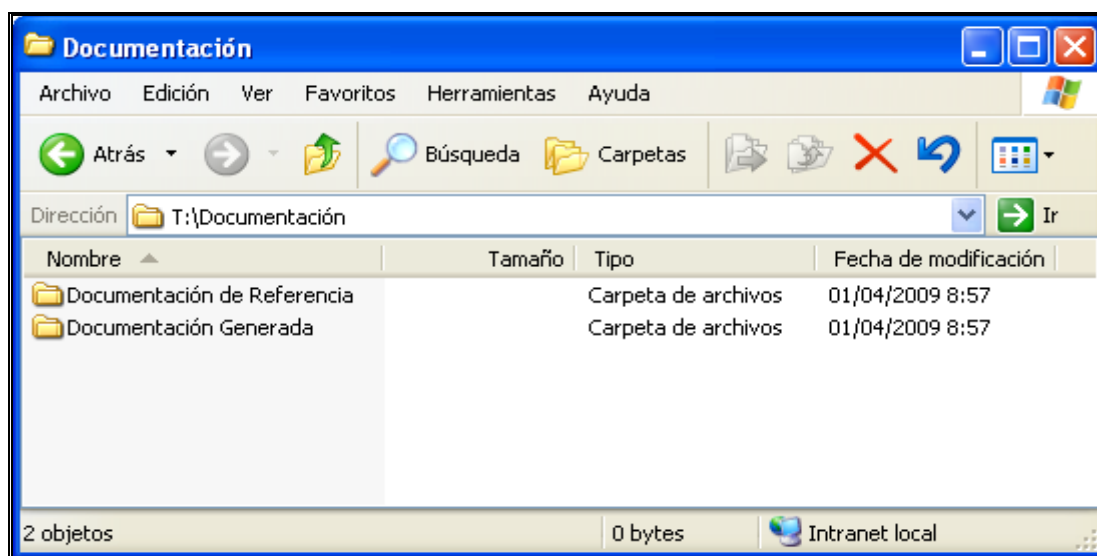 Documentación
Archivo Edición Ver Favoritos Herramientas Ayuda
Atrás Búsqueda Carpetas
Dirección T:\Documentación Ir
Nombre Tamaño Tipo Fecha de modificación
Documentación de Referencia Carpeta de archivos 01/04/2009 8:57
Documentación Generada Carpeta de archivos 01/04/2009 8:57
2 objetos 0 bytes Intranet local